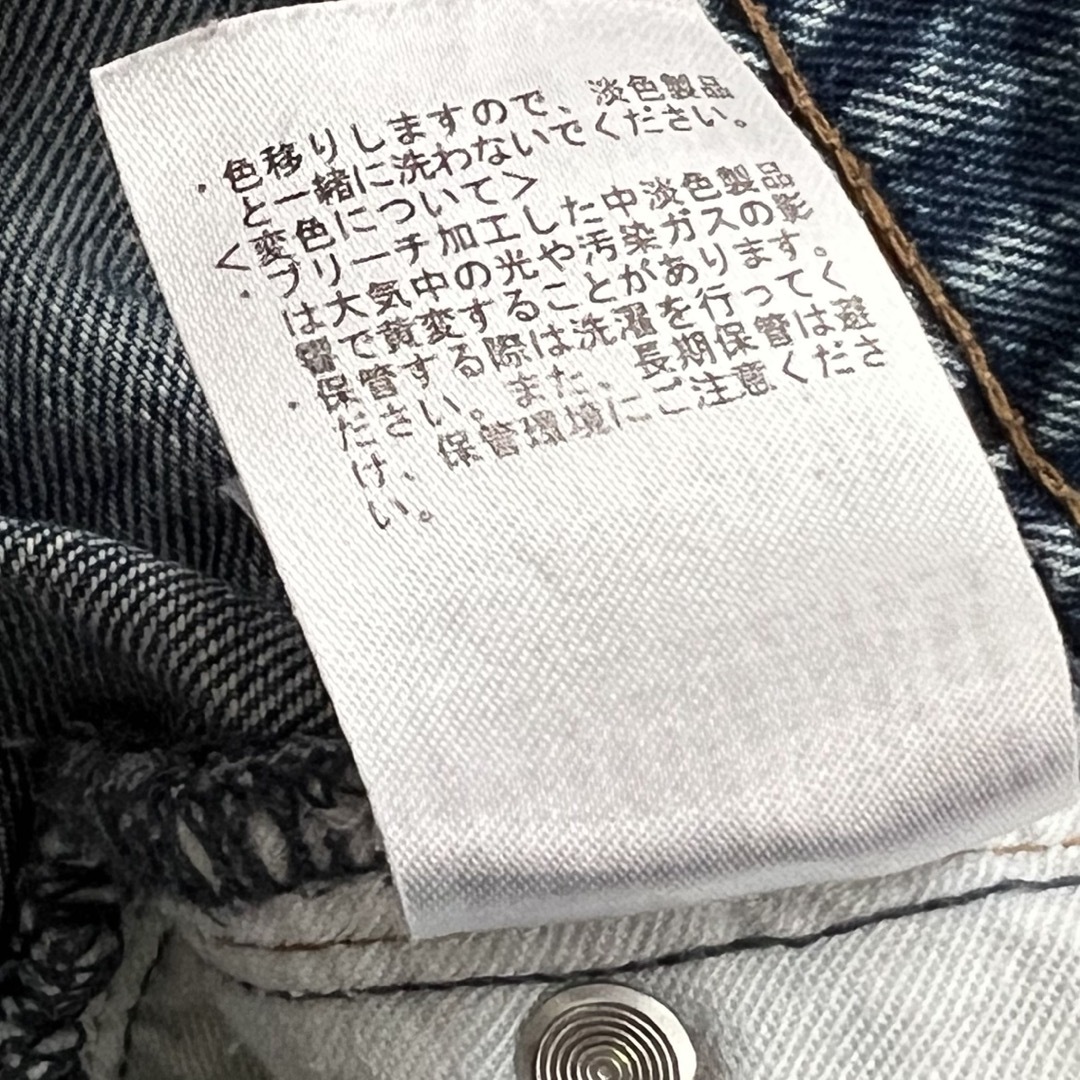 ・色移りしますので、淡色製品
と一緒に洗わないでください。
<変色について>
・ブリーチ加工した中淡色製品
は大気中の光や汚染ガスの影
響で黄変することがあります。
・保管する際は洗濯を行ってく
ださい。また、長期保管は避
け、保管環境にご注意くださ
い。